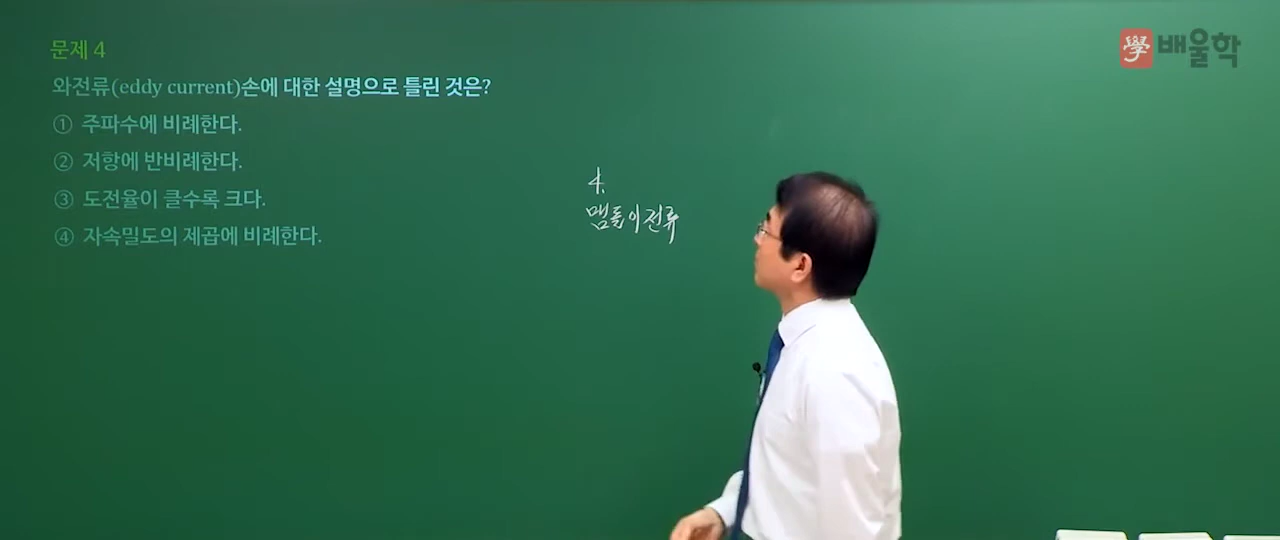 문제 4
와전류(eddy current)손에 대한 설명으로 틀린 것은?
① 주파수에 비례한다.
② 저항에 반비례한다.
③ 도전율이 클수록 크다.
④ 자속밀도의 제곱에 비례한다.
4.
맴돌이전류
學 배울학